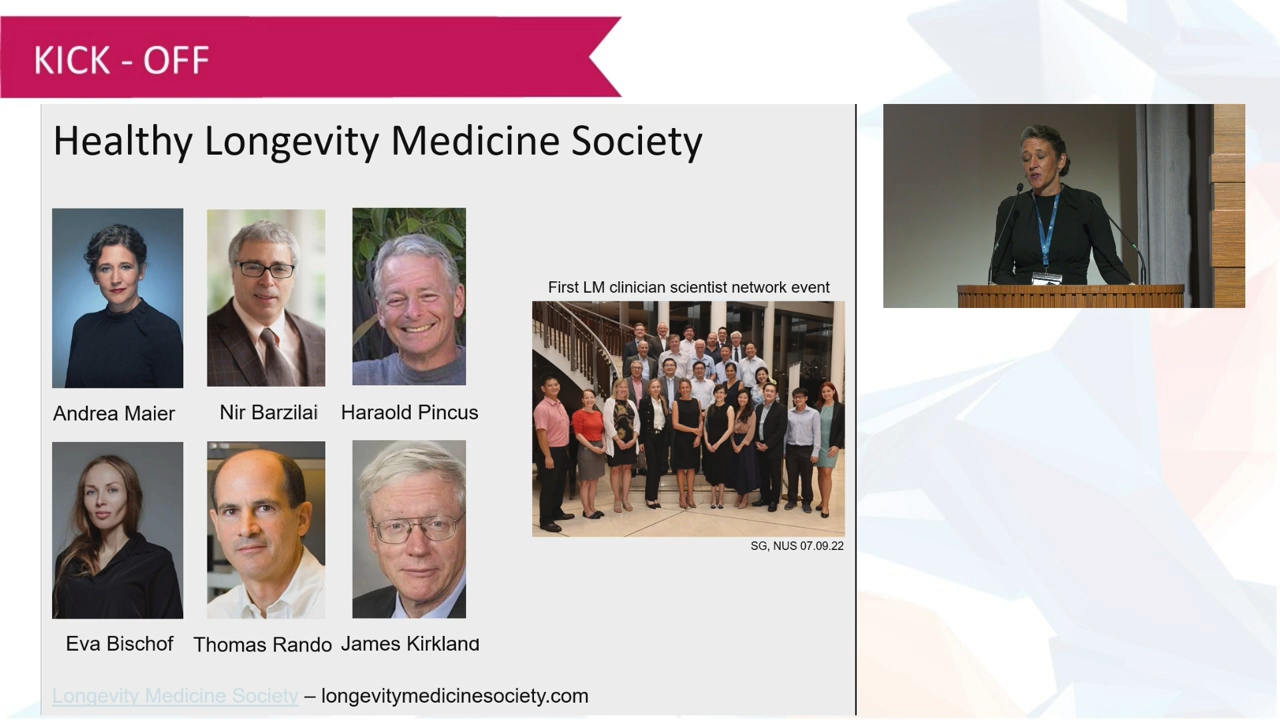 KICK - OFF
Healthy Longevity Medicine Society
First LM clinician scientist network event
Andrea Maier
Nir Barzilai
Haraold Pincus
SG, NUS 07.09.22
Eva Bischof
Thomas Rando
James Kirkland
Longevity Medicine Society – longevitymedicinesociety.com